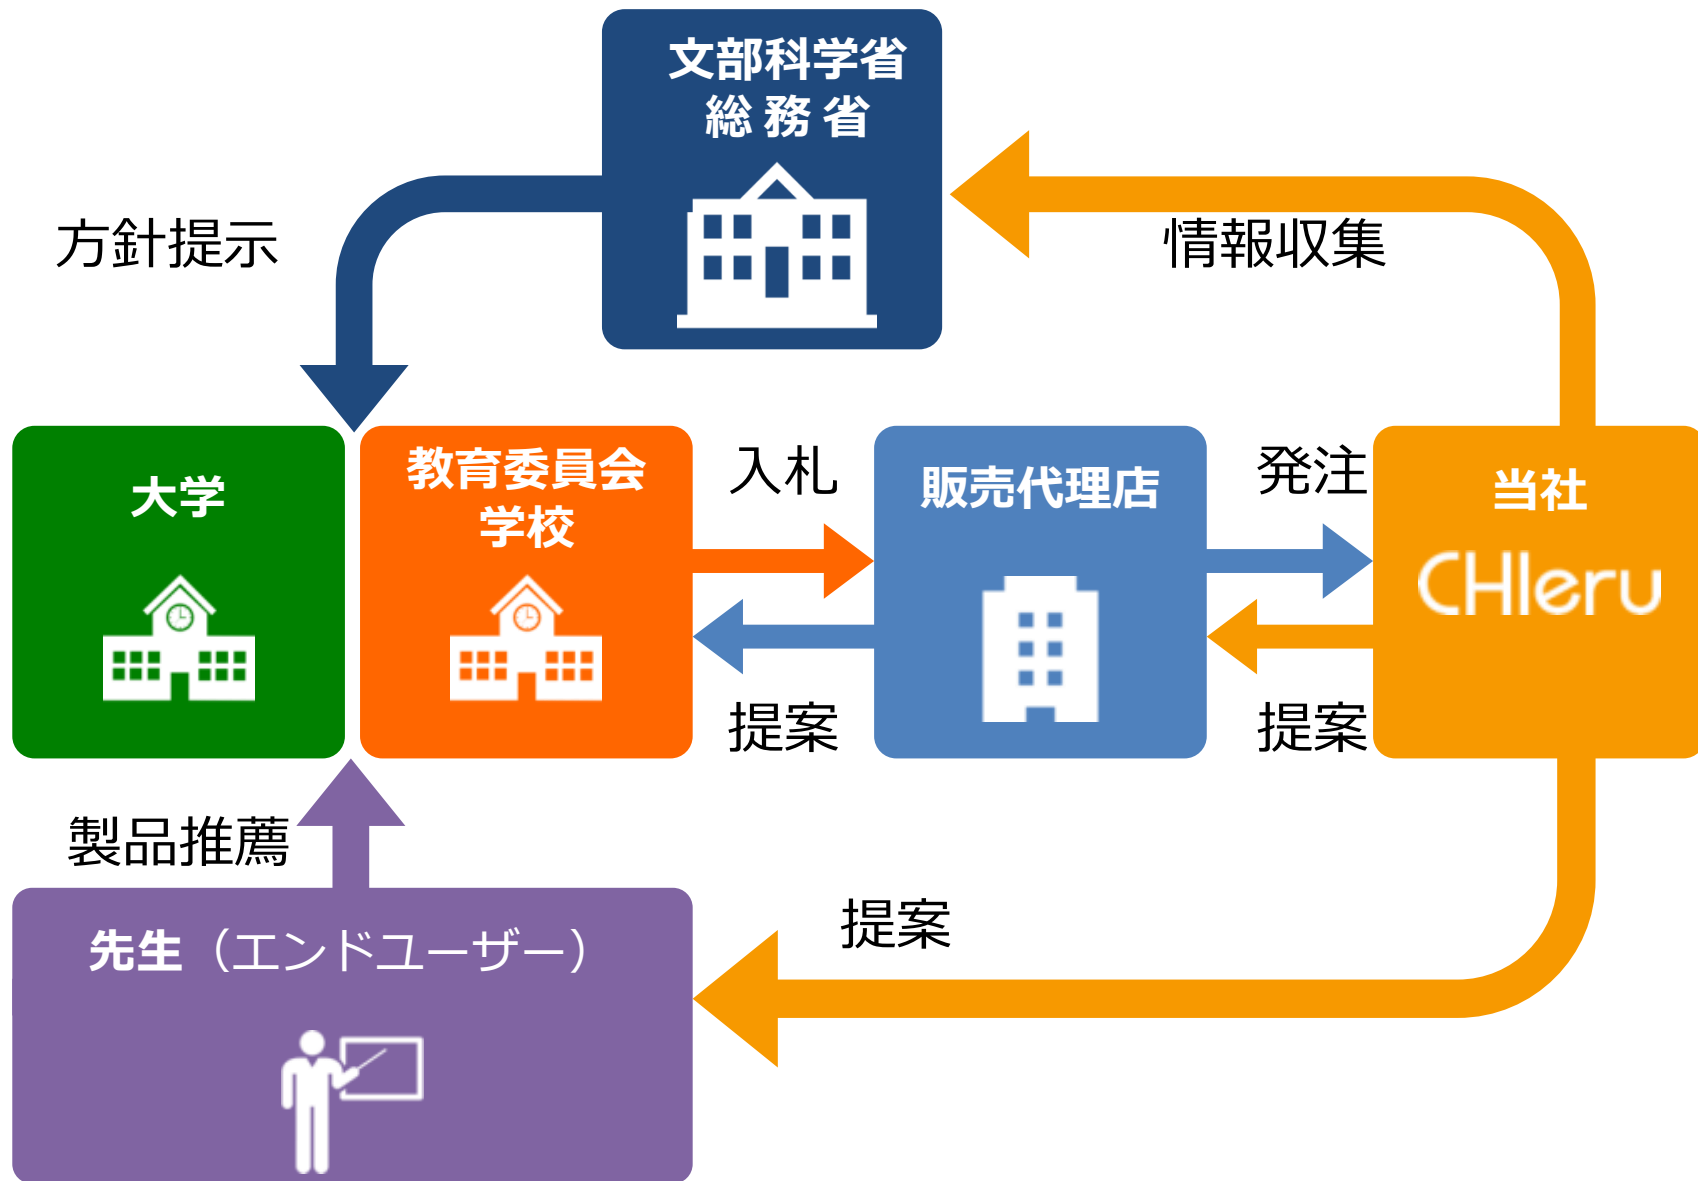 文部科学省
総務省
方針提示
情報収集
大学
教育委員会
学校
入札
販売代理店
発注
当社
CHIeru
提案
提案
製品推薦
先生（エンドユーザー）
提案